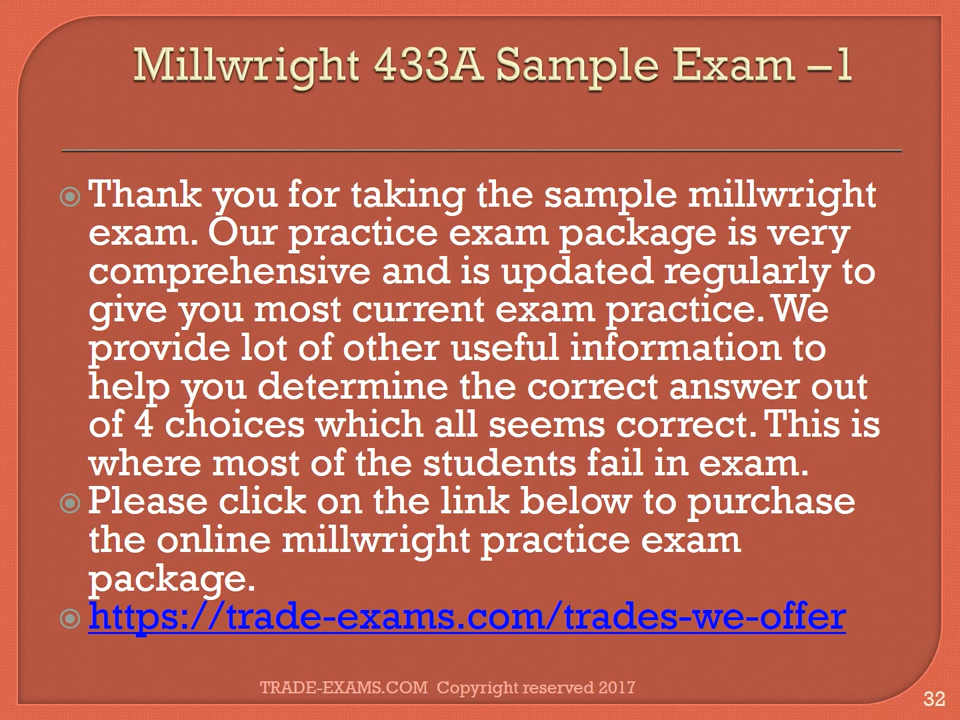 Millwright 433A Sample Exam –1
Thank you for taking the sample millwright
exam. Our practice exam package is very
comprehensive and is updated regularly to
give you most current exam practice. We
provide lot of other useful information to
help you determine the correct answer out
of 4 choices which all seems correct. This is
where most of the students fail in exam.
Please click on the link below to purchase
the online millwright practice exam
package.
https://trade-exams.com/trades-we-offer
TRADE-EXAMS.COM Copyright reserved 2017
32